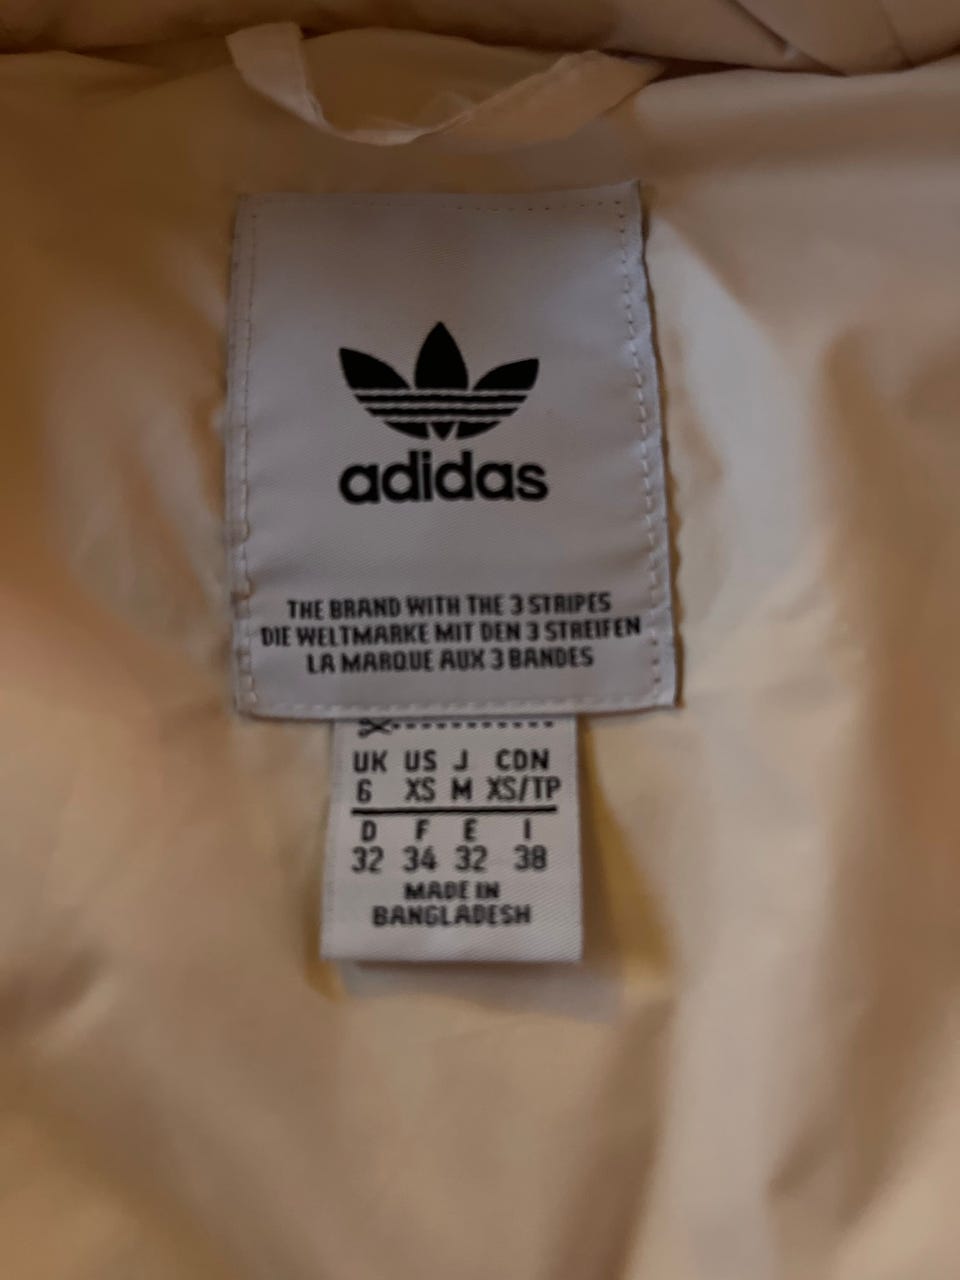 adidas
THE BRAND WITH THE 3 STRIPES
DIE WELTMARKE MIT DEN 3 STREIFEN
LA MARQUE AUX 3 BANDES
UK US J CDN
6 XS M XS/TP
D F E I
32 34 32 38
MADE IN
BANGLADESH